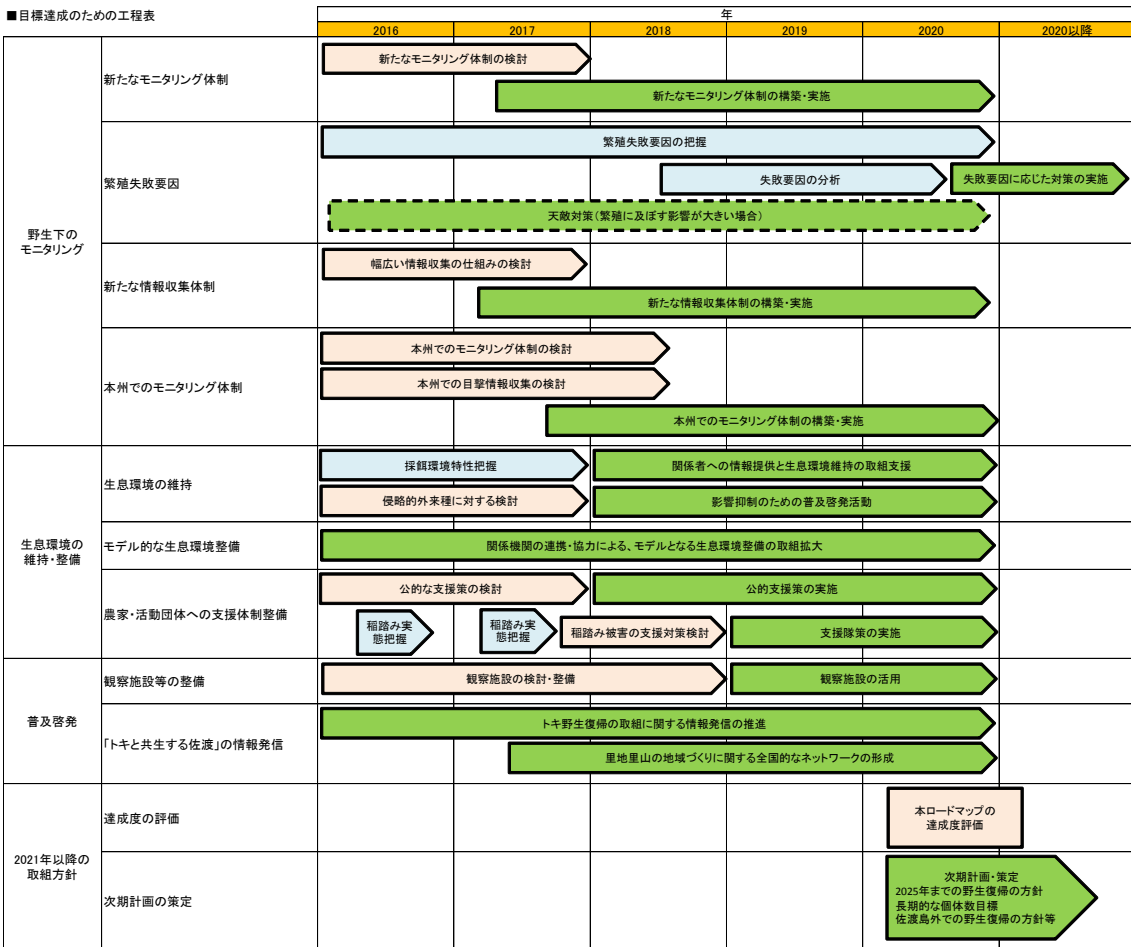 ■目標達成のための工程表
年
2016 2017 2018 2019 2020 2020以降
野生下の
モニタリング
新たなモニタリング体制
新たなモニタリング体制の検討
新たなモニタリング体制の構築・実施
繁殖失敗要因
繁殖失敗要因の把握
失敗要因の分析
失敗要因に応じた対策の実施
天敵対策(繁殖に及ぼす影響が大きい場合)
新たな情報収集体制
幅広い情報収集の仕組みの検討
新たな情報収集体制の構築・実施
本州でのモニタリング体制
本州でのモニタリング体制の検討
本州での目撃情報収集の検討
本州でのモニタリング体制の構築・実施
生息環境の
維持・整備
生息環境の維持
採餌環境特性把握
関係者への情報提供と生息環境維持の取組支援
侵略的外来種に対する検討
影響抑制のための普及啓発活動
モデル的な生息環境整備
関係機関の連携・協力による、モデルとなる生息環境整備の取組拡大
農家・活動団体への支援体制整備
公的な支援策の検討
公的支援策の実施
稲踏み実
態把握
稲踏み実
態把握
稲踏み被害の支援対策検討
支援隊策の実施
普及啓発
観察施設等の整備
観察施設の検討・整備
観察施設の活用
「トキと共生する佐渡」の情報発信
トキ野生復帰の取組に関する情報発信の推進
里地里山の地域づくりに関する全国的なネットワークの形成
2021年以降の
取組方針
達成度の評価
本ロードマップの
達成度評価
次期計画の策定
次期計画・策定
2025年までの野生復帰の方針
長期的な個体数目標
佐渡島外での野生復帰の方針等